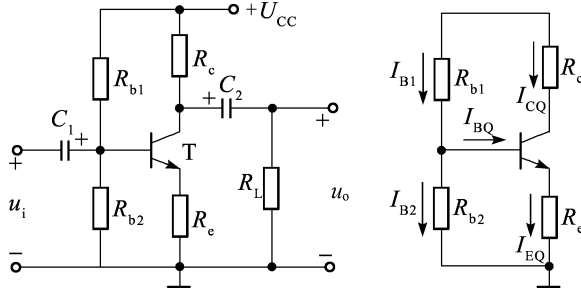 +U_CC
R_c
C_2
R_b1
+
+
C_1
+
+
T
R_L
u_i
R_b2
R_e
u_o
−
−
I_B1
R_b1
I_CQ
R_c
I_BQ
I_B2
R_b2
I_EQ
R_e